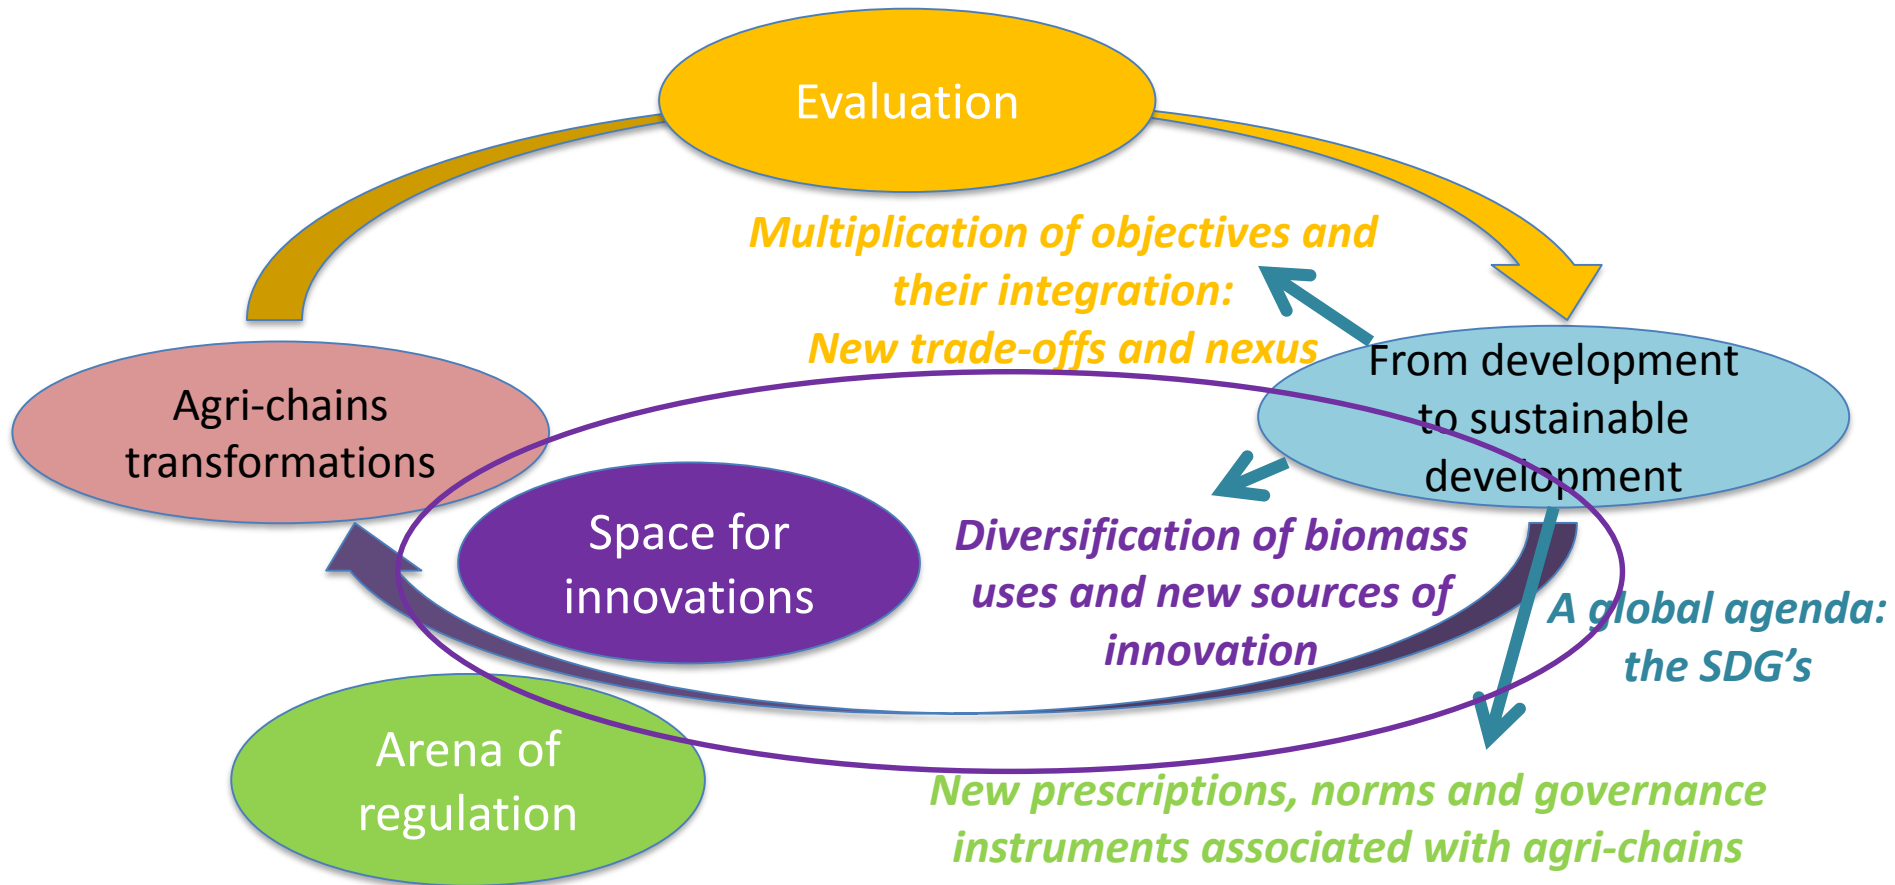 Evaluation
Multiplication of objectives and
their integration:
New trade-offs and nexus
From development
to sustainable
development
Agri-chains
transformations
Space for
innovations
Diversification of biomass
uses and new sources of
innovation
A global agenda:
the SDG’s
Arena of
regulation
New prescriptions, norms and governance
instruments associated with agri-chains